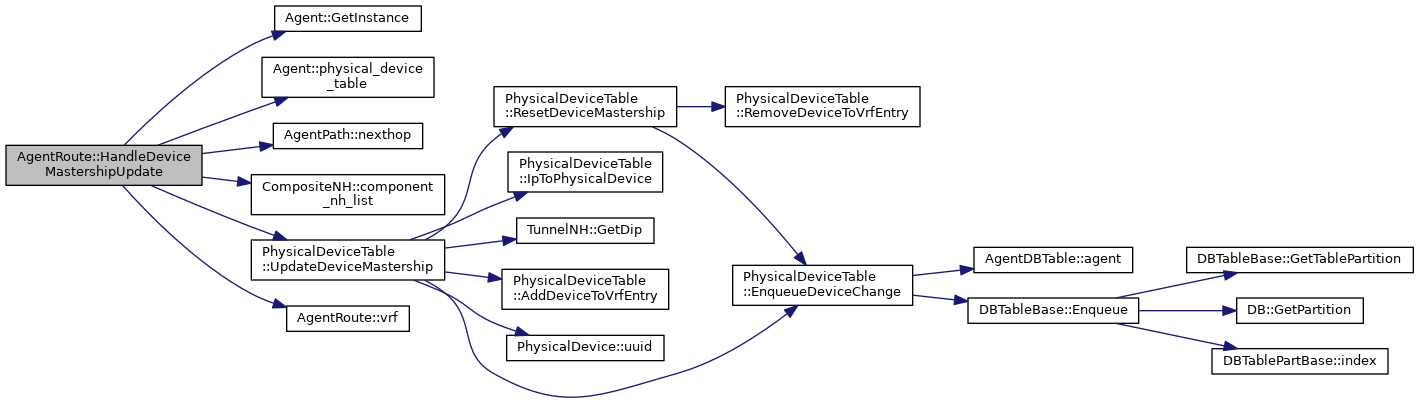 AgentRoute::HandleDevice
MastershipUpdate
Agent::GetInstance
Agent::physical_device
_table
AgentPath::nexthop
CompositeNH::component
_nh_list
PhysicalDeviceTable
::UpdateDeviceMastership
AgentRoute::vrf
PhysicalDeviceTable
::ResetDeviceMastership
PhysicalDeviceTable
::IpToPhysicalDevice
TunnelNH::GetDip
PhysicalDeviceTable
::AddDeviceToVrfEntry
PhysicalDevice::uuid
PhysicalDeviceTable
::RemoveDeviceToVrfEntry
PhysicalDeviceTable
::EnqueueDeviceChange
AgentDBTable::agent
DBTableBase::Enqueue
DBTableBase::GetTablePartition
DB::GetPartition
DBTablePartBase::index